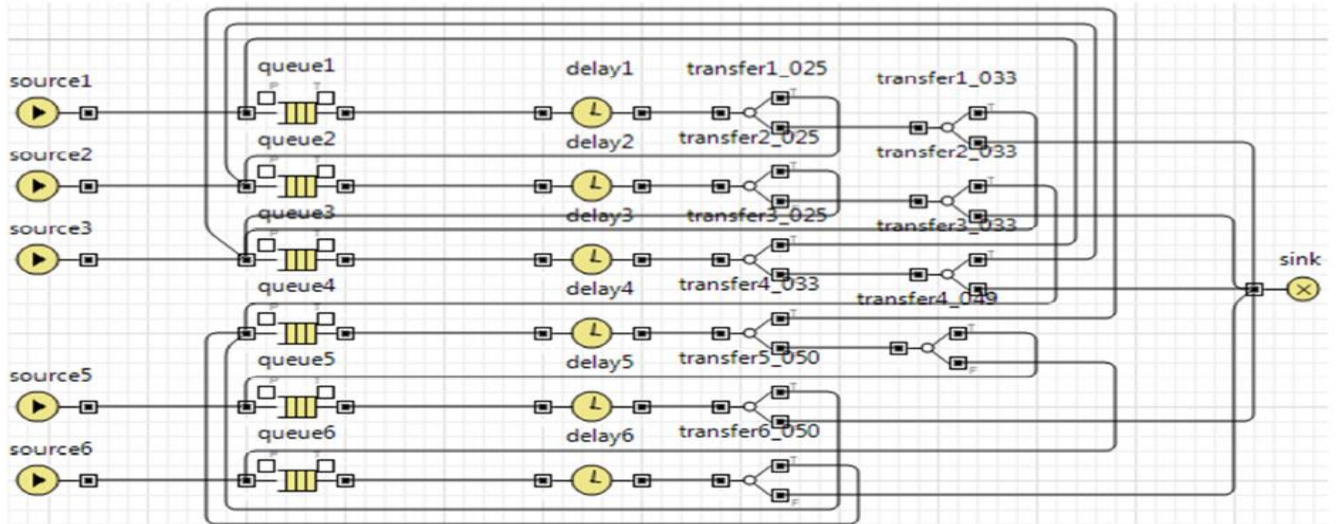 queue1
delay1
transfer1_025
transfer1_033
source1
queue2
delay2
transfer2_025
transfer2_033
source2
queue3
delay3
transfer3_025
transfer3_033
source3
sink
queue4
delay4
transfer4_033
transfer4_049
queue5
delay5
transfer5_050
source5
queue6
delay6
transfer6_050
source6